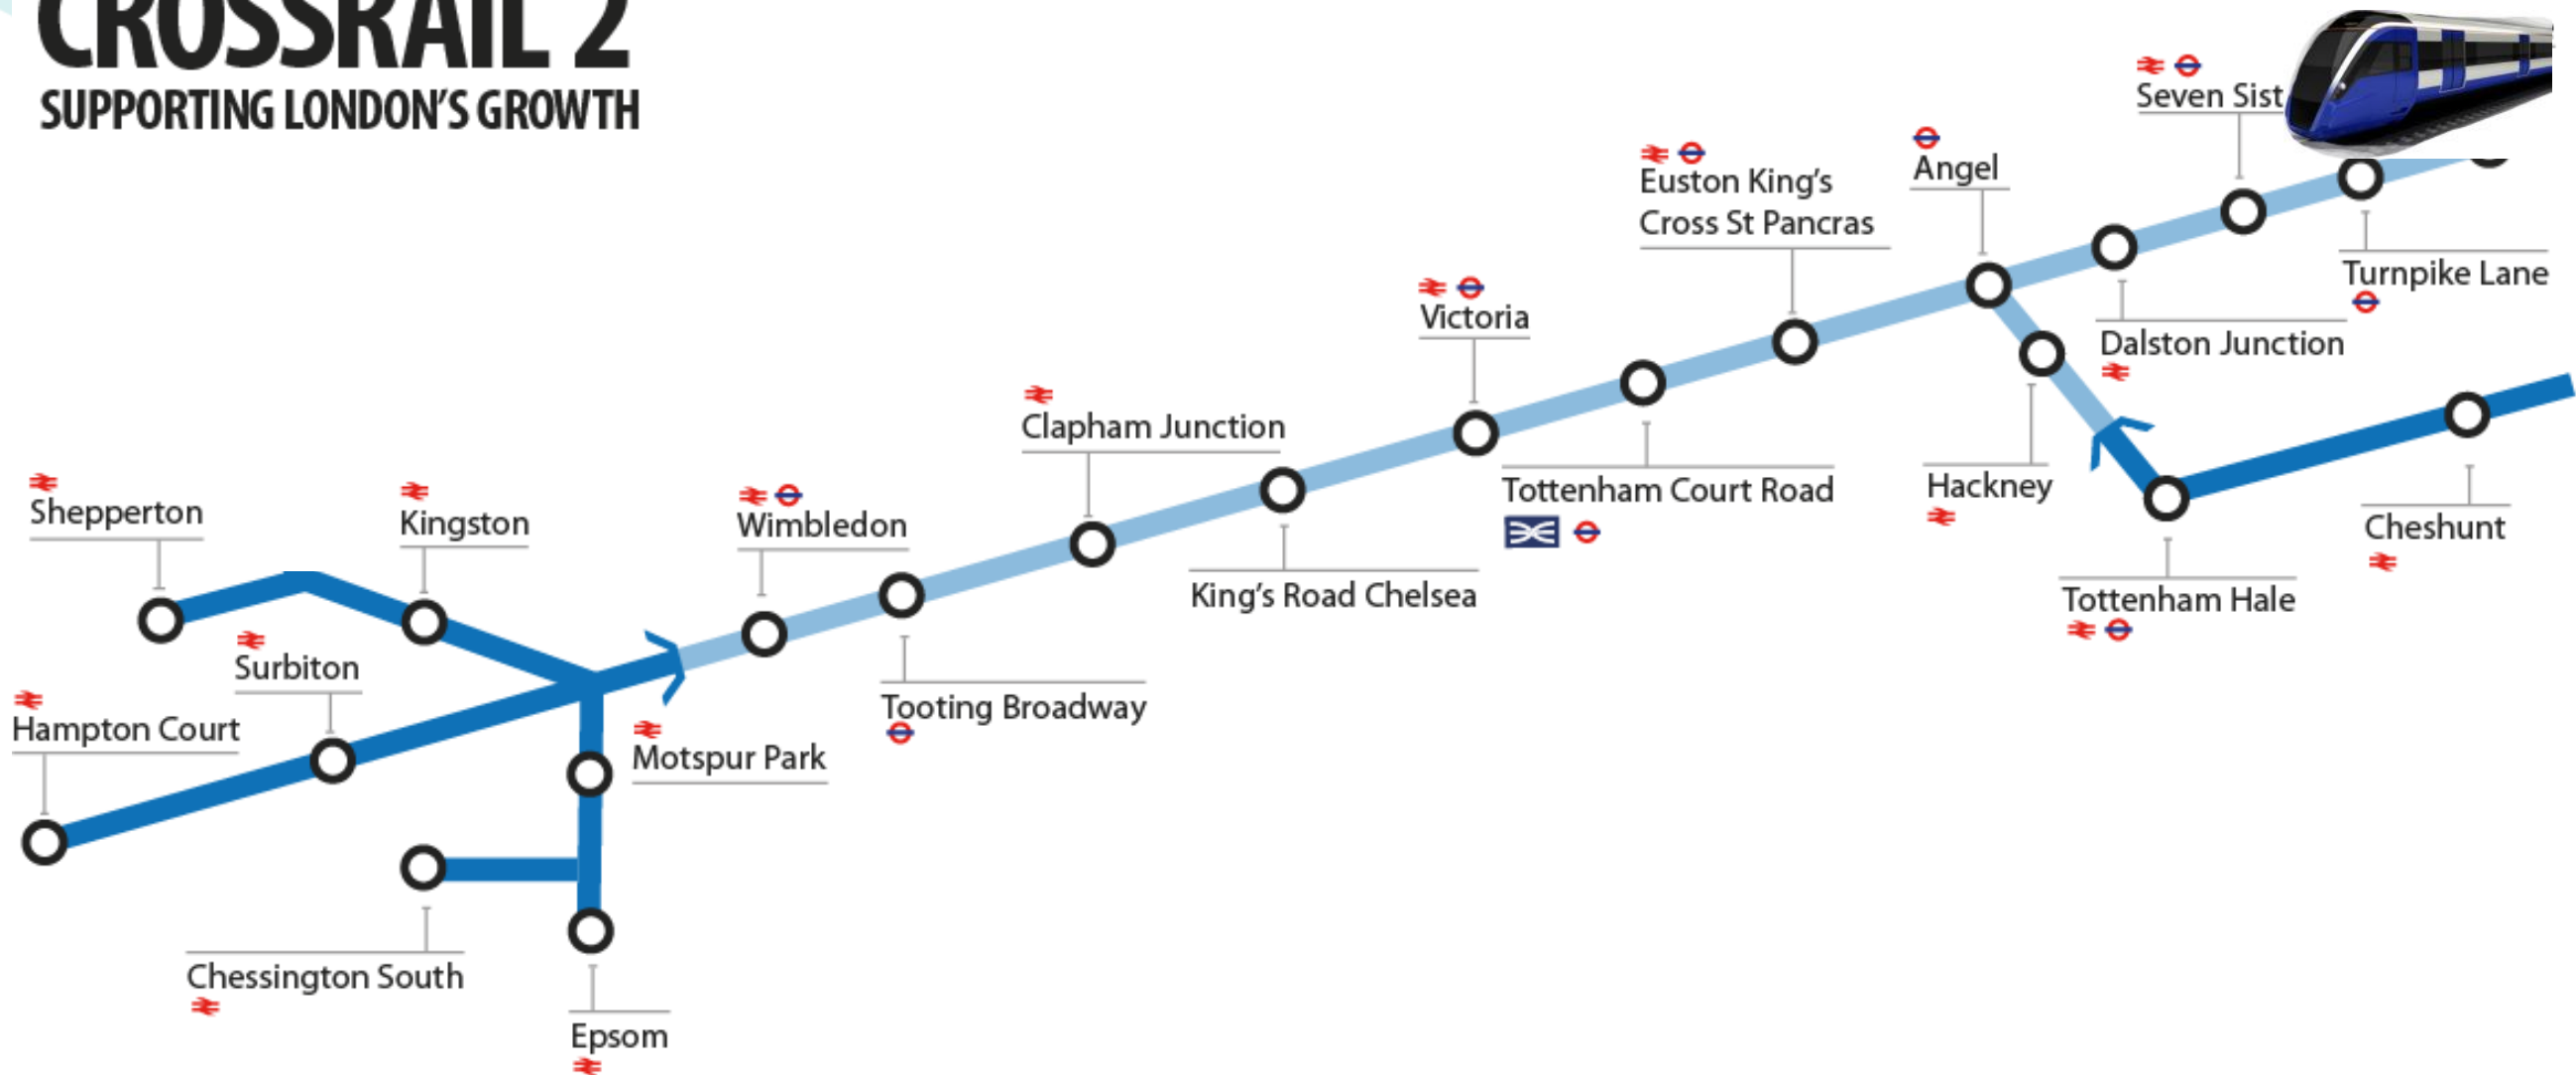 CROSSRAIL 2
SUPPORTING LONDON'S GROWTH
Seven Sist
Angel
Euston King's
Cross St Pancras
Turnpike Lane
Victoria
Dalston Junction
Clapham Junction
Tottenham Court Road
Hackney
Shepperton
Kingston
Wimbledon
Cheshunt
King's Road Chelsea
Tottenham Hale
Surbiton
Tooting Broadway
Hampton Court
Motspur Park
Chessington South
Epsom